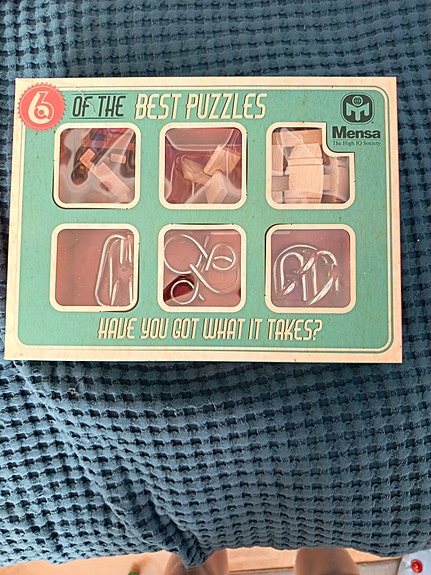 6 OF THE BEST PUZZLES
Mensa
The High IQ Society
HAVE YOU GOT WHAT IT TAKES?